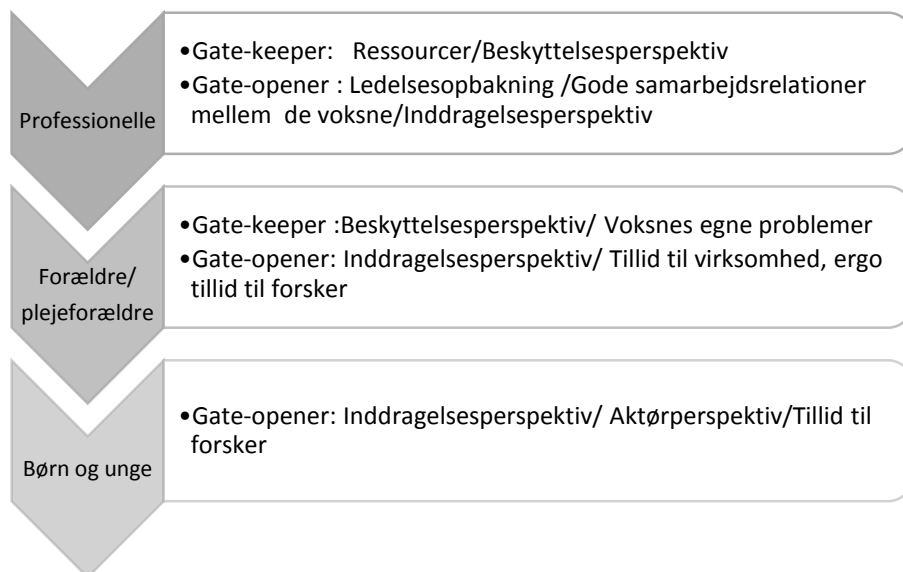 Professionelle
•Gate-keeper: Ressourcer/Beskyttelsesperspektiv
•Gate-opener : Ledelsesopbakning /Gode samarbejdsrelationer
mellem de voksne/Inddragelsesperspektiv
Forældre/
plejeforældre
•Gate-keeper :Beskyttelsesperspektiv/ Voksnes egne problemer
•Gate-opener: Inddragelsesperspektiv/ Tillid til virksomhed, ergo
tillid til forsker
Børn og unge
•Gate-opener: Inddragelsesperspektiv/ Aktørperspektiv/Tillid til
forsker